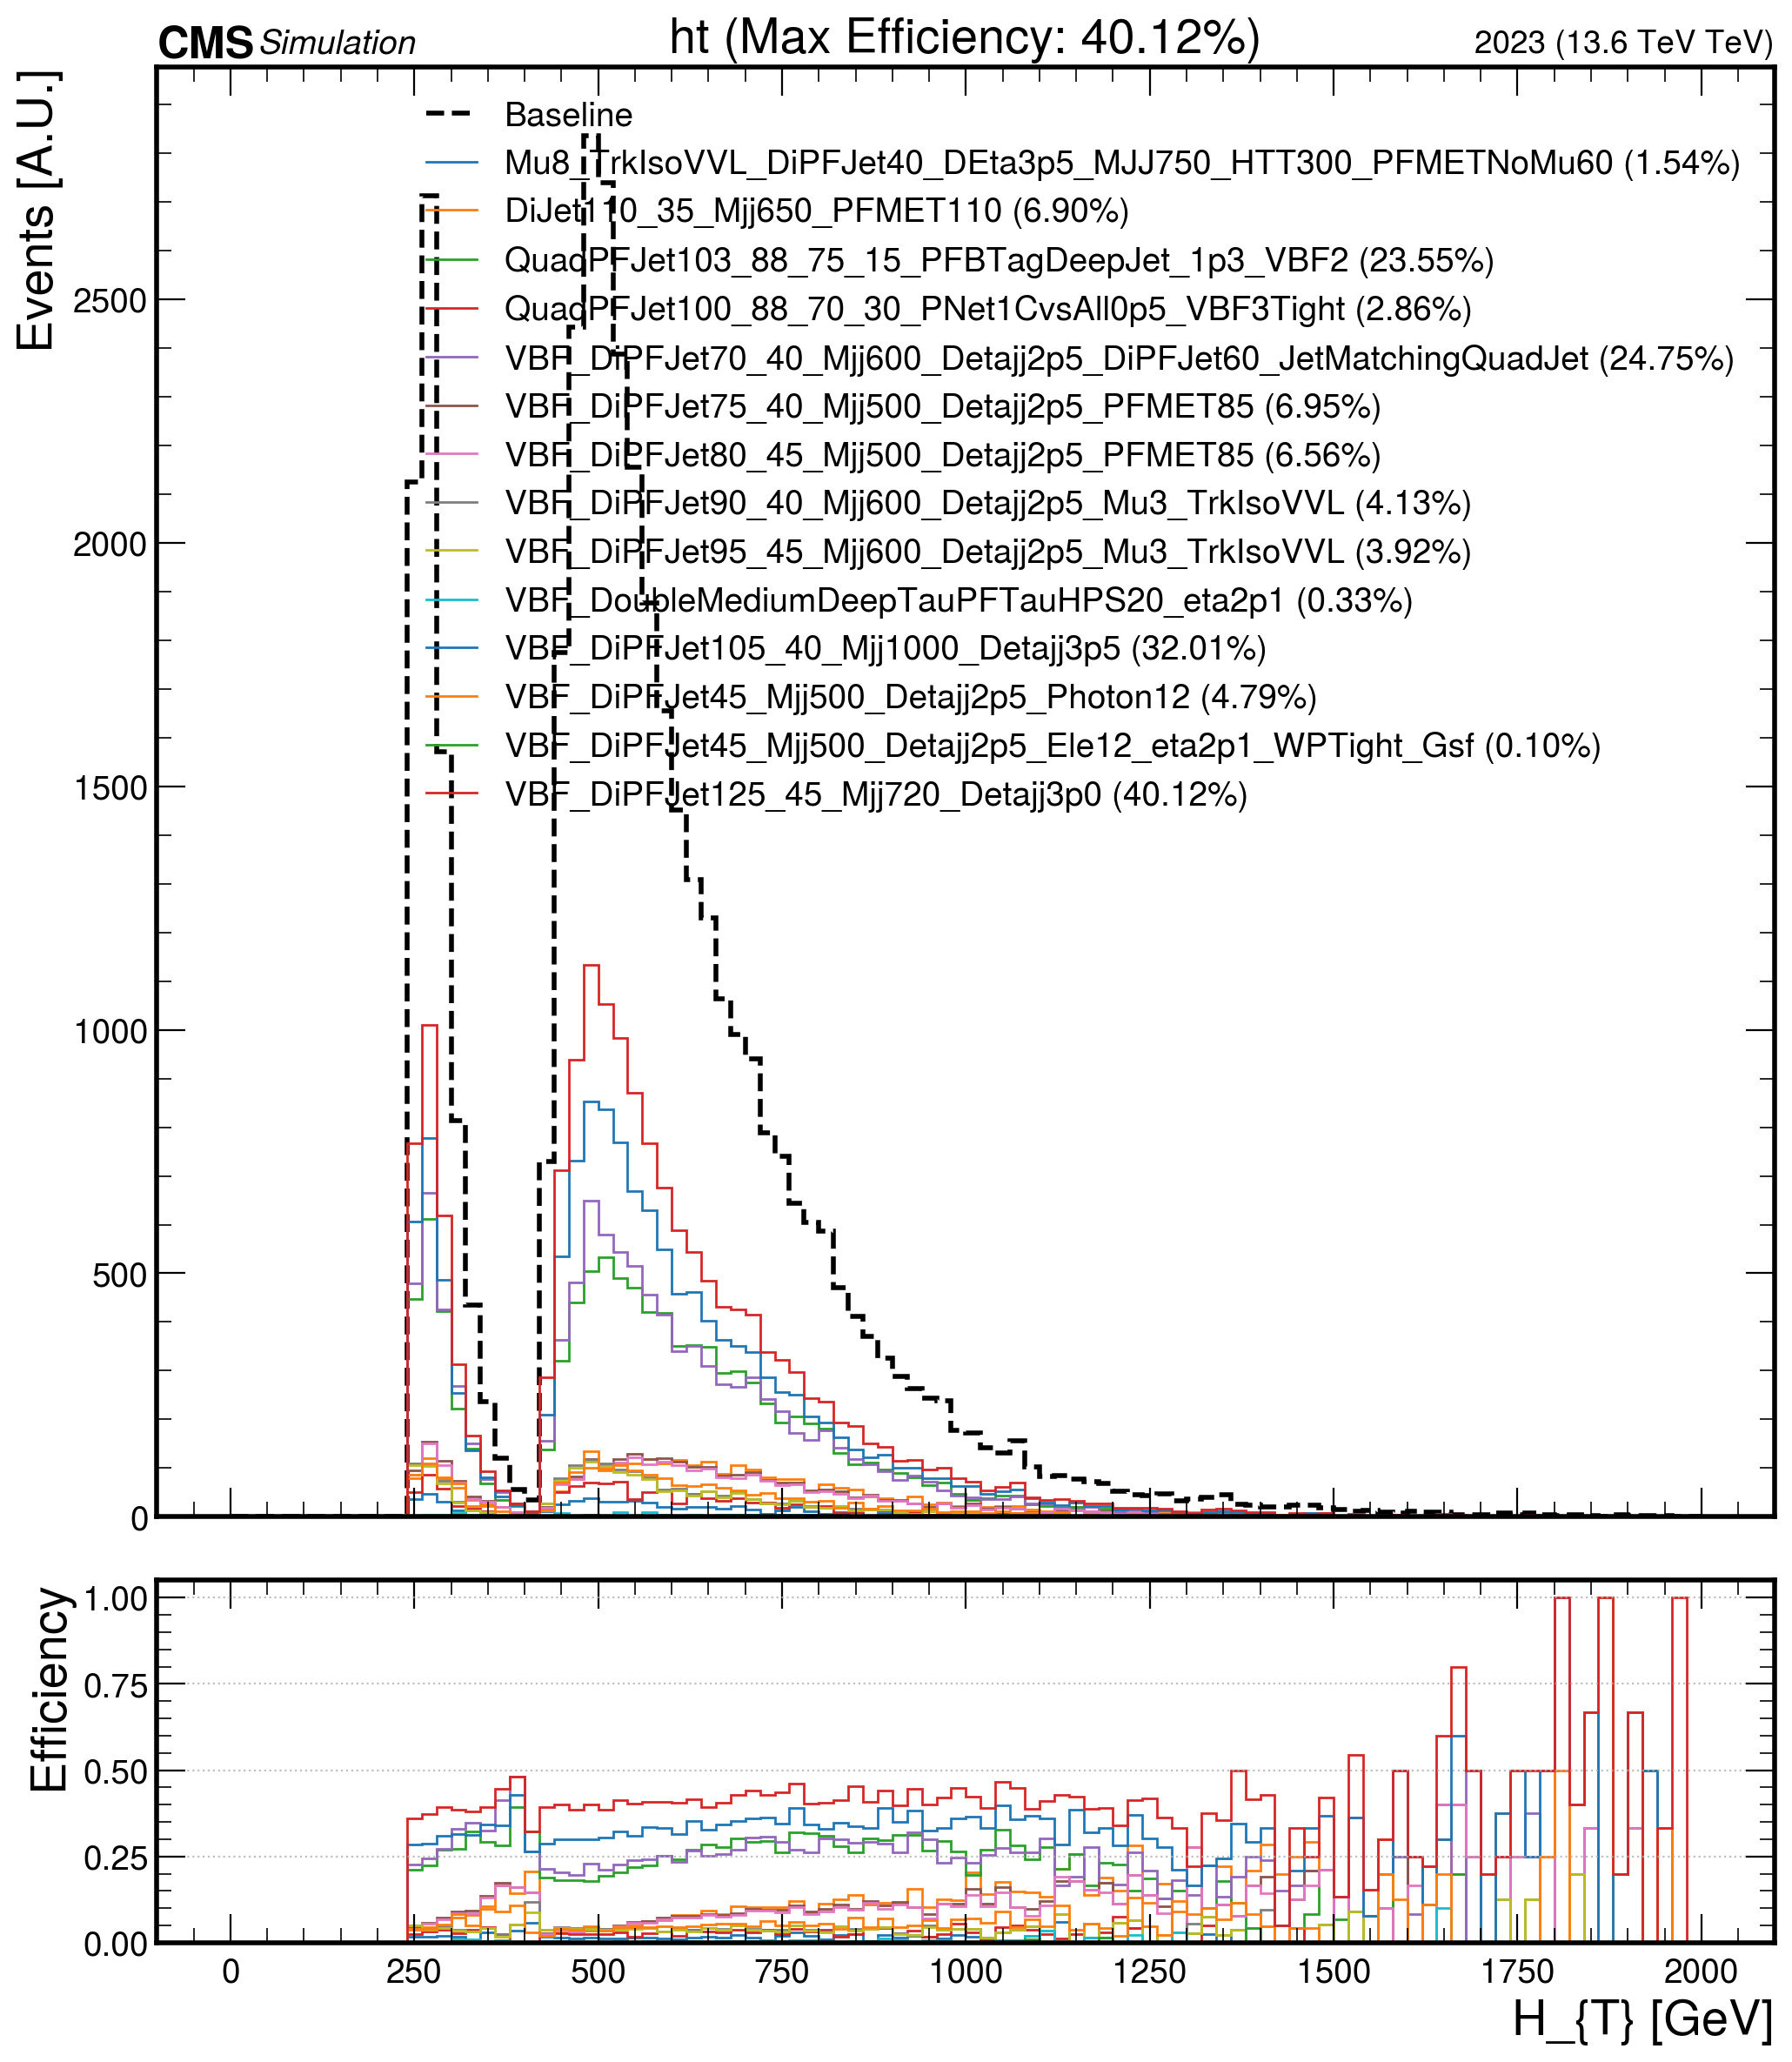 CMS Simulation ht (Max Efficiency: 40.12%) 2023 (13.6 TeV TeV)
Events [A.U.]
Baseline
Mu8_TrkIsoVVL_DiPFJet40_DEta3p5_MJJ750_HTT300_PFMETNoMu60 (1.54%)
DiJet110_35_Mjj650_PFMET110 (6.90%)
QuadPFJet103_88_75_15_PFBTagDeepJet_1p3_VBF2 (23.55%)
QuadPFJet100_88_70_30_PNet1CvsAll0p5_VBF3Tight (2.86%)
VBF_DiPFJet70_40_Mjj600_Detajj2p5_DiPFJet60_JetMatchingQuadJet (24.75%)
VBF_DiPFJet75_40_Mjj500_Detajj2p5_PFMET85 (6.95%)
VBF_DiPFJet80_45_Mjj500_Detajj2p5_PFMET85 (6.56%)
VBF_DiPFJet90_40_Mjj600_Detajj2p5_Mu3_TrkIsoVVL (4.13%)
VBF_DiPFJet95_45_Mjj600_Detajj2p5_Mu3_TrkIsoVVL (3.92%)
VBF_DoubleMediumDeepTauPFTauHPS20_eta2p1 (0.33%)
VBF_DiPFJet105_40_Mjj1000_Detajj3p5 (32.01%)
VBF_DiPFJet45_Mjj500_Detajj2p5_Photon12 (4.79%)
VBF_DiPFJet45_Mjj500_Detajj2p5_Ele12_eta2p1_WPTight_Gsf (0.10%)
VBF_DiPFJet125_45_Mjj720_Detajj3p0 (40.12%)
2500
2000
1500
1000
500
0
Efficiency
1.00
0.75
0.50
0.25
0.00
0 250 500 750 1000 1250 1500 1750 2000
H_{T} [GeV]